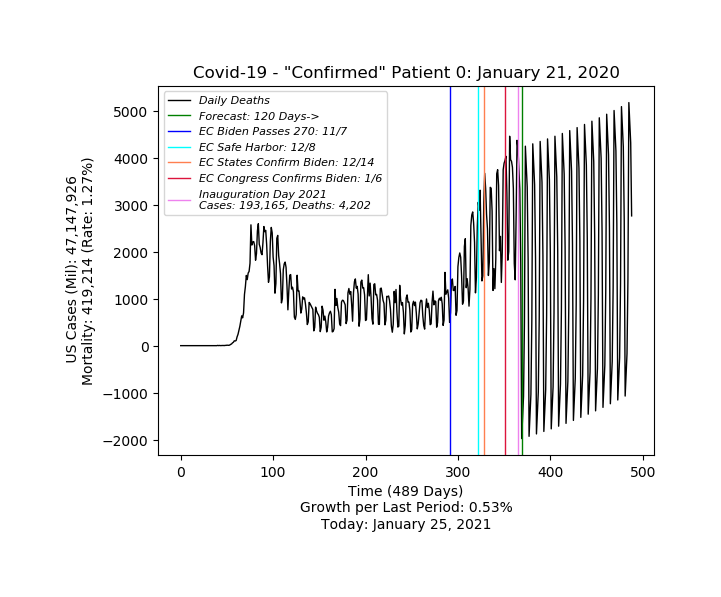 Covid-19 - "Confirmed" Patient 0: January 21, 2020
Daily Deaths
Forecast: 120 Days->
EC Biden Passes 270: 11/7
EC Safe Harbor: 12/8
EC States Confirm Biden: 12/14
EC Congress Confirms Biden: 1/6
Inauguration Day 2021
Cases: 193,165, Deaths: 4,202
US Cases (Mil): 47,147,926
Mortality: 419,214 (Rate: 1.27%)
5000
4000
3000
2000
1000
0
−1000
−2000
0 100 200 300 400 500
Time (489 Days)
Growth per Last Period: 0.53%
Today: January 25, 2021